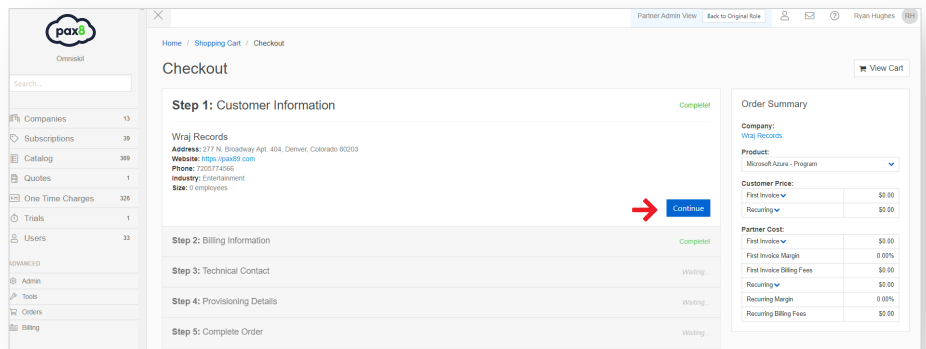 pax8
Omniskil
Search...
Companies 13
Subscriptions 39
Catalog 369
Quotes 1
One Time Charges 326
Trials 1
Users 33
ADVANCED
Admin
Tools
Orders
Billing
Partner Admin View Back to Original Role Ryan Hughes RH
Home / Shopping Cart / Checkout
Checkout
View Cart
Step 1: Customer Information Complete!
Wraj Records
Address: 277 N. Broadway Apt. 404, Denver, Colorado 80203
Website: https://pax89.com
Phone: 7205774566
Industry: Entertainment
Size: 0 employees
Continue
Step 2: Billing Information Complete!
Step 3: Technical Contact Waiting...
Step 4: Provisioning Details Waiting...
Step 5: Complete Order Waiting...
Order Summary
Company:
Wraj Records
Product:
Microsoft Azure - Program
Customer Price:
First Invoice $0.00
Recurring $0.00
Partner Cost:
First Invoice $0.00
First Invoice Margin 0.00%
First Invoice Billing Fees $0.00
Recurring $0.00
Recurring Margin 0.00%
Recurring Billing Fees $0.00